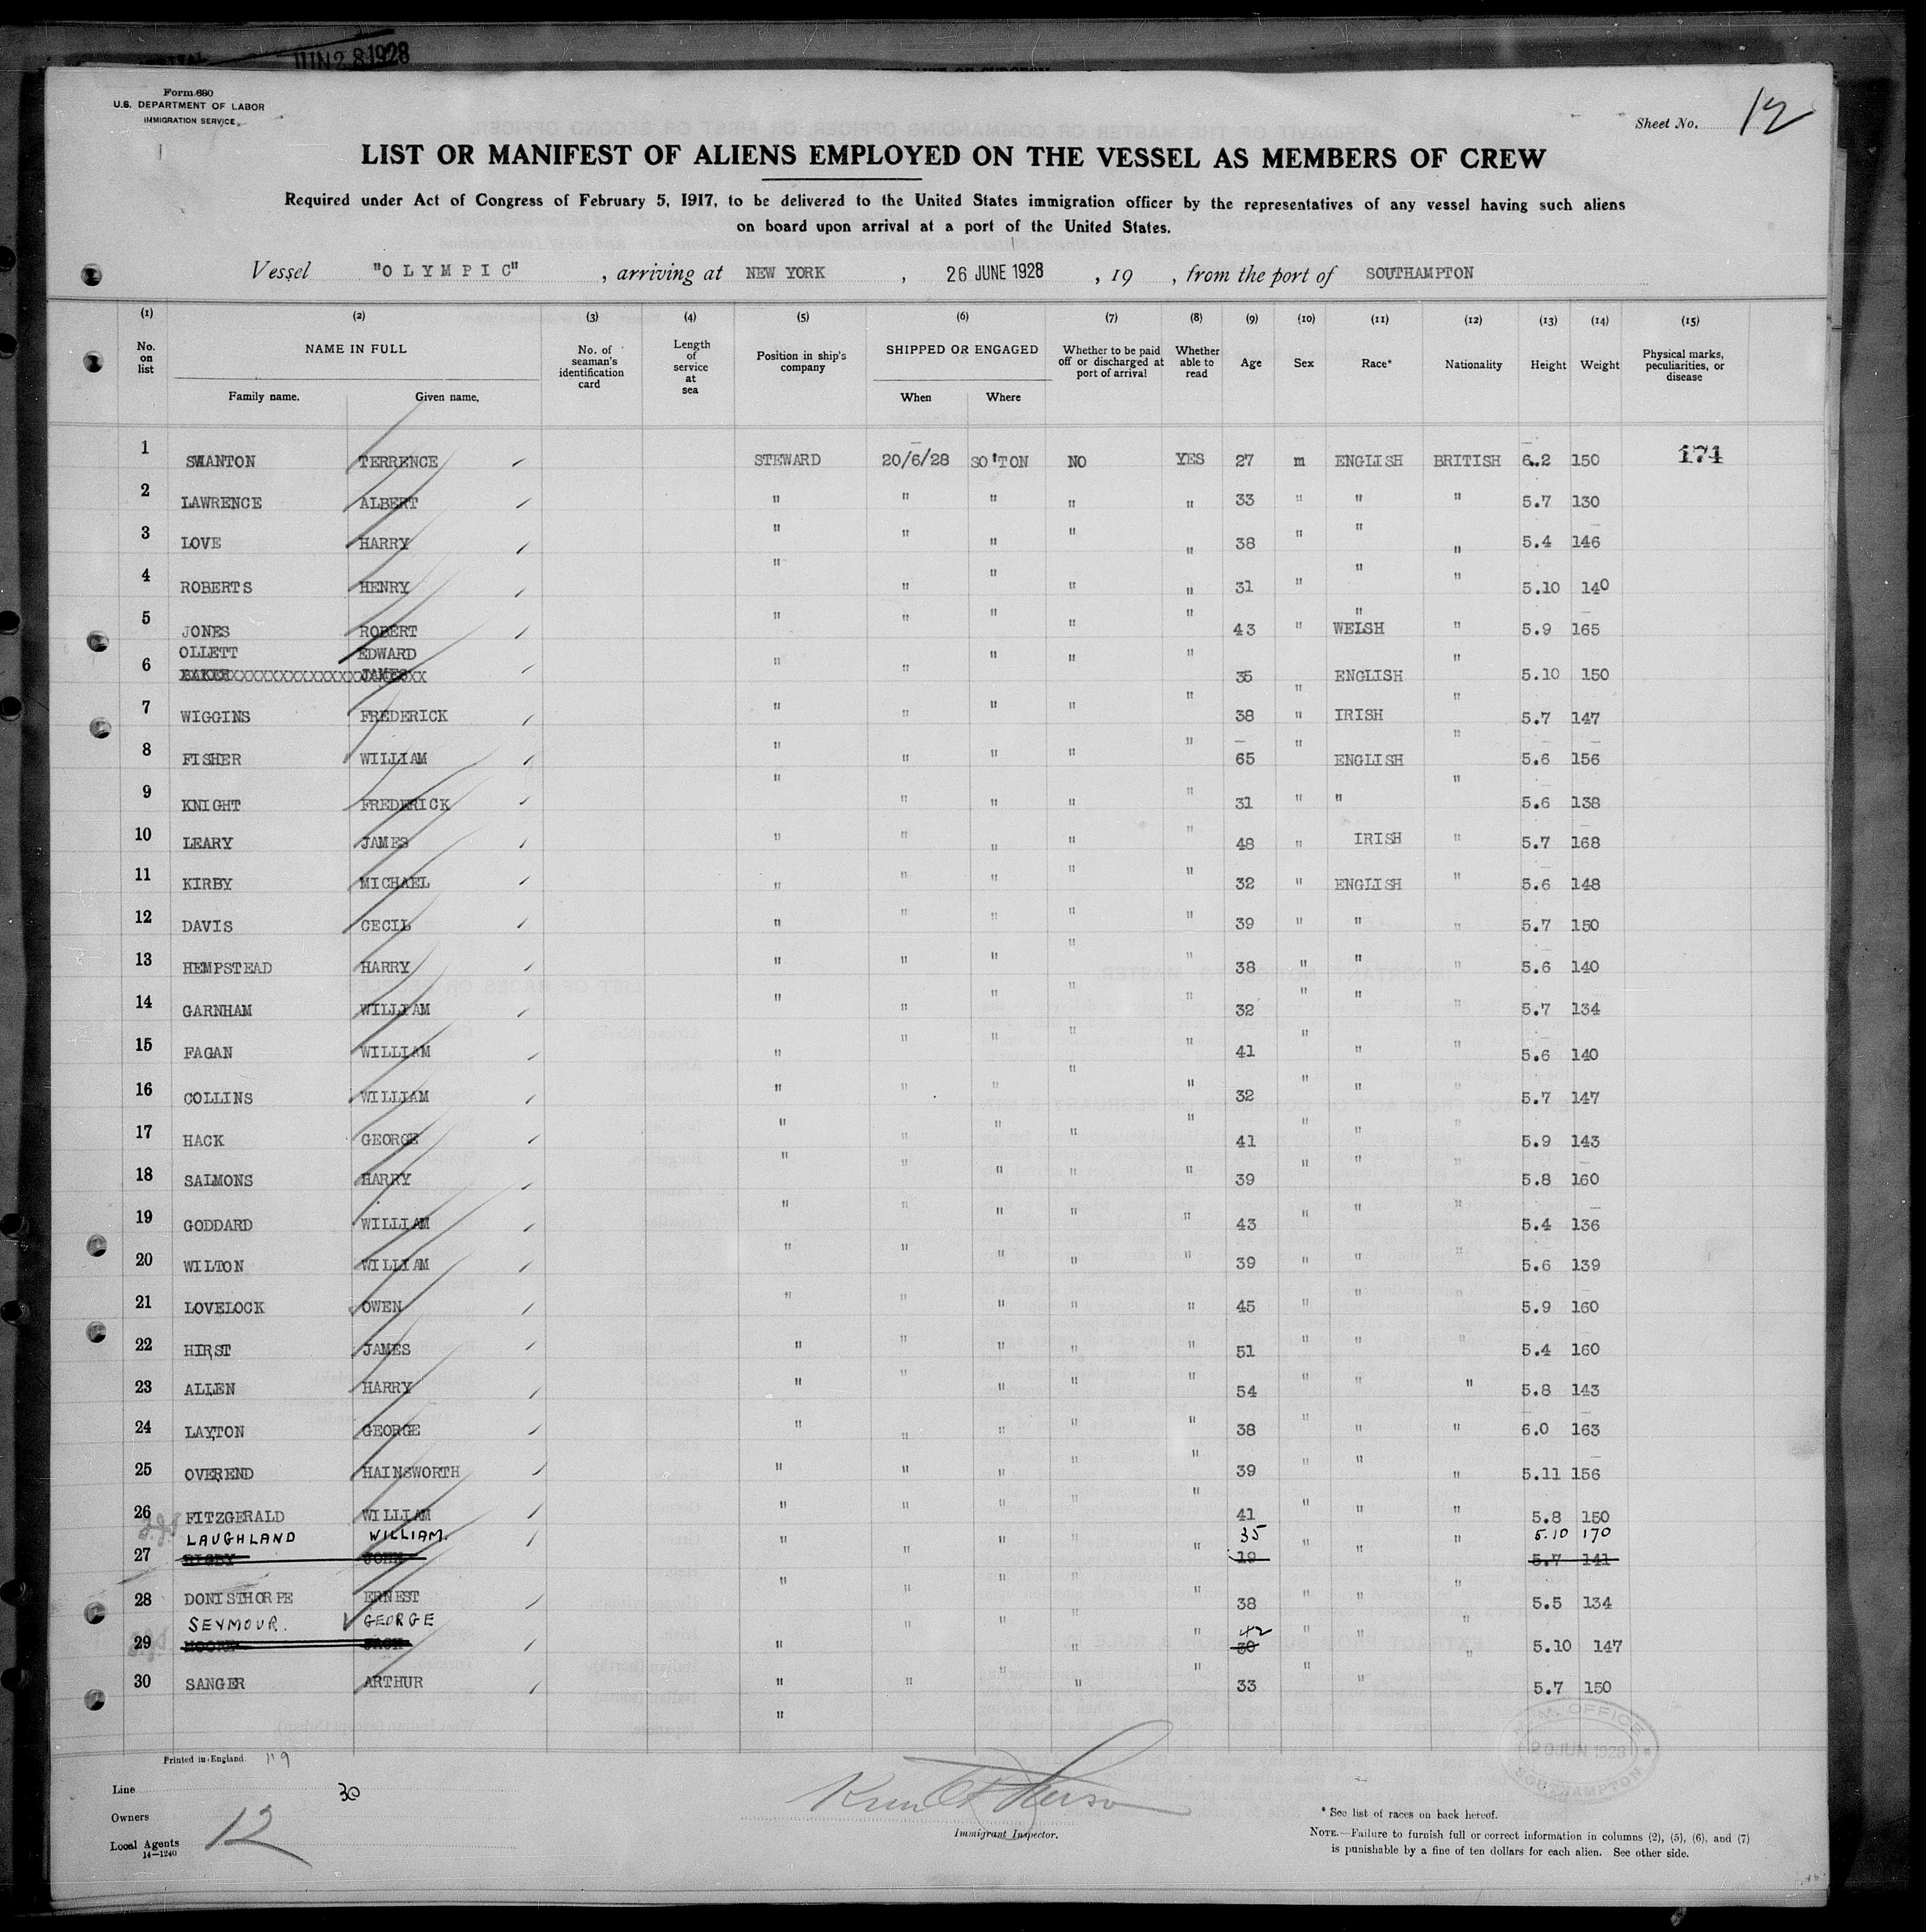 JUN 28 1928
Form 680
U.S. DEPARTMENT OF LABOR
IMMIGRATION SERVICE
Sheet No. 12
LIST OR MANIFEST OF ALIENS EMPLOYED ON THE VESSEL AS MEMBERS OF CREW
Required under Act of Congress of February 5, 1917, to be delivered to the United States immigration officer by the representatives of any vessel having such aliens
on board upon arrival at a port of the United States.
Vessel "OLYMPIC", arriving at NEW YORK, 26 JUNE 1928, 19 , from the port of SOUTHAMPTON
(1) (2) (3) (4) (5) (6) (7) (8) (9) (10) (11) (12) (13) (14) (15)
No. on list NAME IN FULL Family name. Given name. No. of seaman's identification card Length of service at sea Position in ship's company SHIPPED OR ENGAGED When Where Whether to be paid off or discharged at port of arrival Whether able to read Age Sex Race* Nationality Height Weight Physical marks, peculiarities, or disease
1 SWANTON TERRENCE STEWARD 20/6/28 SO'TON NO YES 27 m ENGLISH BRITISH 6.2 150 174
2 LAWRENCE ALBERT " " " " " 33 " " " 5.7 130
3 LOVE HARRY " " " " " 38 " " " 5.4 146
4 ROBERTS HENRY " " " " " 31 " " " 5.10 140
5 JONES ROBERT " " " " " 43 " " WELSH " 5.9 165
OLLETT EDWARD
6 BAKER JAMES " " " " " 35 " ENGLISH " 5.10 150
7 WIGGINS FREDERICK " " " " " 38 " IRISH " 5.7 147
8 FISHER WILLIAM " " " " " 65 " ENGLISH " 5.6 156
9 KNIGHT FREDERICK " " " " " 31 " " " 5.6 138
10 LEARY JAMES " " " " " 48 " IRISH " 5.7 168
11 KIRBY MICHAEL " " " " " 32 " ENGLISH " 5.6 148
12 DAVIS CECIL " " " " " 39 " " " 5.7 150
13 HEMPSTEAD HARRY " " " " " 38 " " " 5.6 140
14 GARNHAM WILLIAM " " " " " 32 " " " 5.7 134
15 FAGAN WILLIAM " " " " " 41 " " " 5.6 140
16 COLLINS WILLIAM " " " " " 32 " " " 5.7 147
17 HACK GEORGE " " " " " 41 " " " 5.9 143
18 SALMONS HARRY " " " " " 39 " " " 5.8 160
19 GODDARD WILLIAM " " " " " 43 " " " 5.4 136
20 WILTON WILLIAM " " " " " 39 " " " 5.6 139
21 LOVELOCK OWEN " " " " " 45 " " " 5.9 160
22 HIRST JAMES " " " " " 51 " " " 5.4 160
23 ALLEN HARRY " " " " " 54 " " " 5.8 143
24 LAYTON GEORGE " " " " " 38 " " " 6.0 163
25 OVEREND HAINSWORTH " " " " " 39 " " " 5.11 156
26 FITZGERALD WILLIAM " " " " " 41 " " " 5.8 150
LAUGHLAND WILLIAM. 35 5.10 170
27 RIGBY JOHN " " " " " 19 " " " 5.7 141
28 DONISTHORPE ERNEST " " " " " 38 " " " 5.5 134
SEYMOUR. GEORGE 42
29 MOORE JACK " " " " " 30 " " " 5.10 147
30 SANGER ARTHUR " " " " " 33 " " " 5.7 150
"
Printed in England. 119
Line 30
Owners
Local Agents 12
14—1240
Immigrant Inspector.
M. OFFICE
20 JUN 1928
SOUTHAMPTON
* See list of races on back hereof.
NOTE.—Failure to furnish full or correct information in columns (2), (5), (6), and (7)
is punishable by a fine of ten dollars for each alien. See other side.